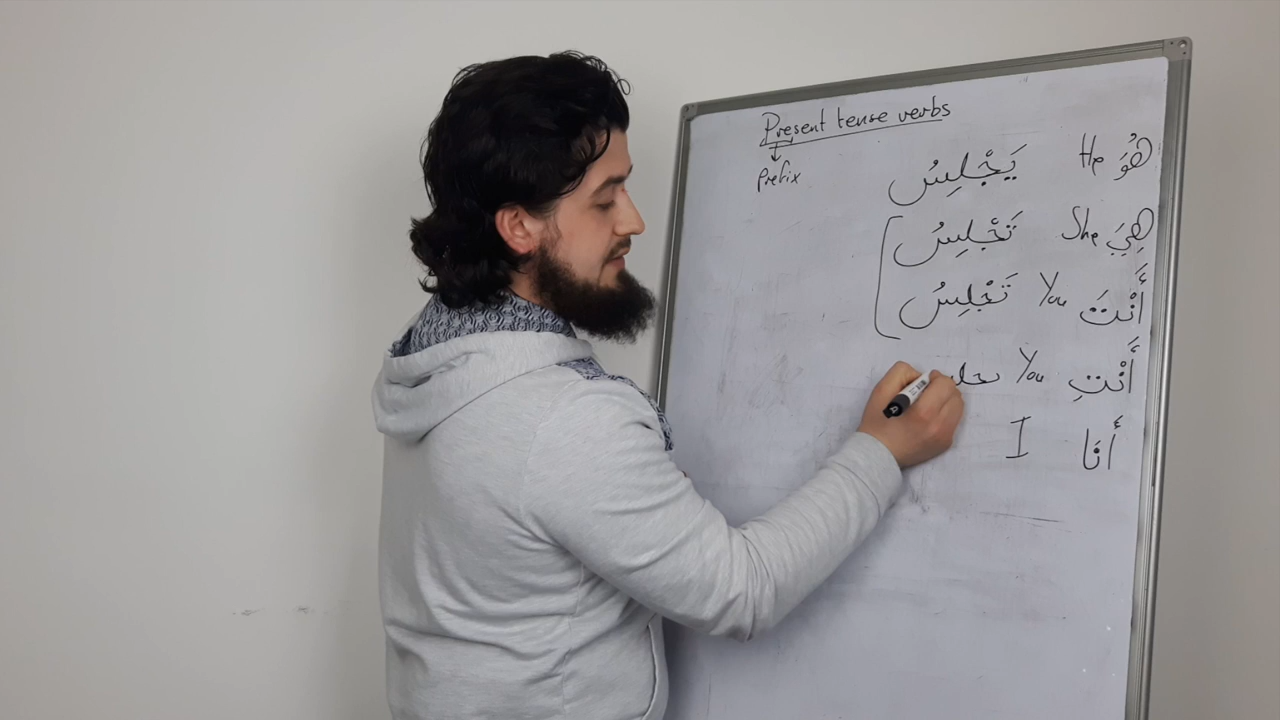 Present tense verbs
prefix
هُوَ He يَجْلِسُ
هِيَ She تَجْلِسُ
أَنْتَ You تَجْلِسُ
أَنْتِ You
أَنَا I